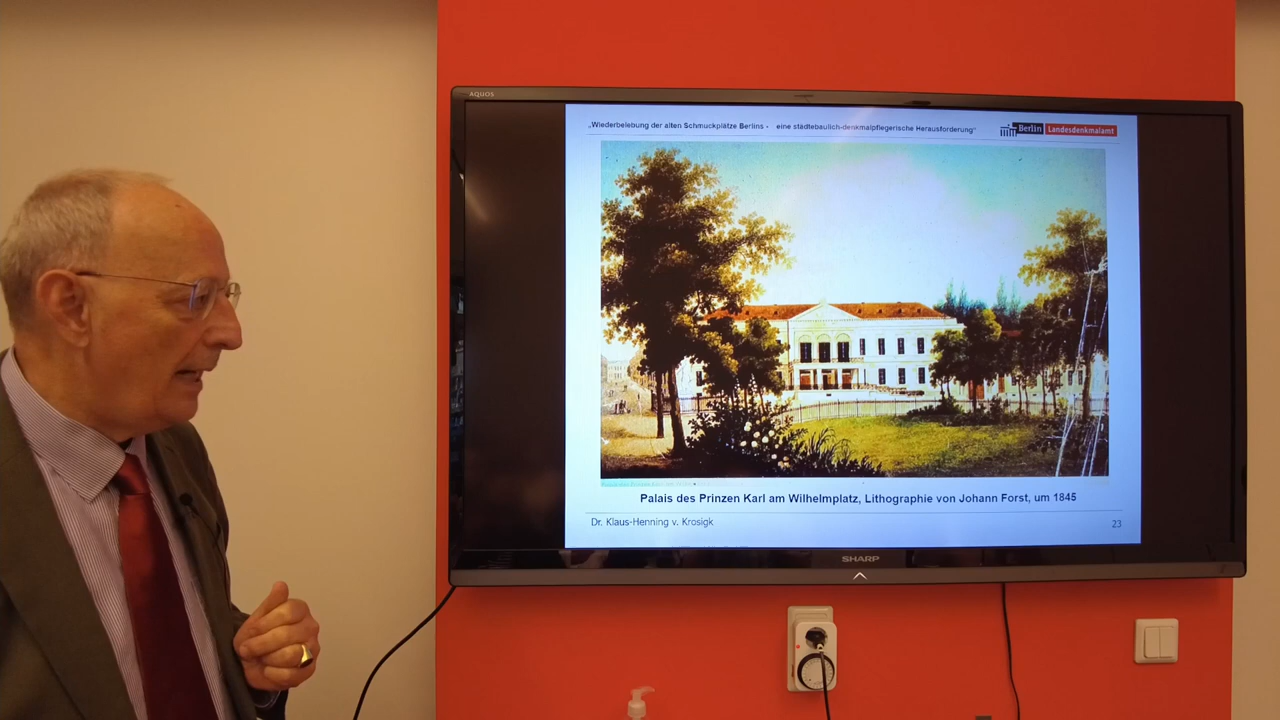 AQUOS
„Wiederbelebung der alten Schmuckplätze Berlins - eine städtebaulich-denkmalpflegerische Herausforderung“
Berlin Landesdenkmalamt
Palais des Prinzen Karl am Wilhelmplatz, Lithographie von Johann Forst, um 1845
Dr. Klaus-Henning v. Krosigk
23
SHARP